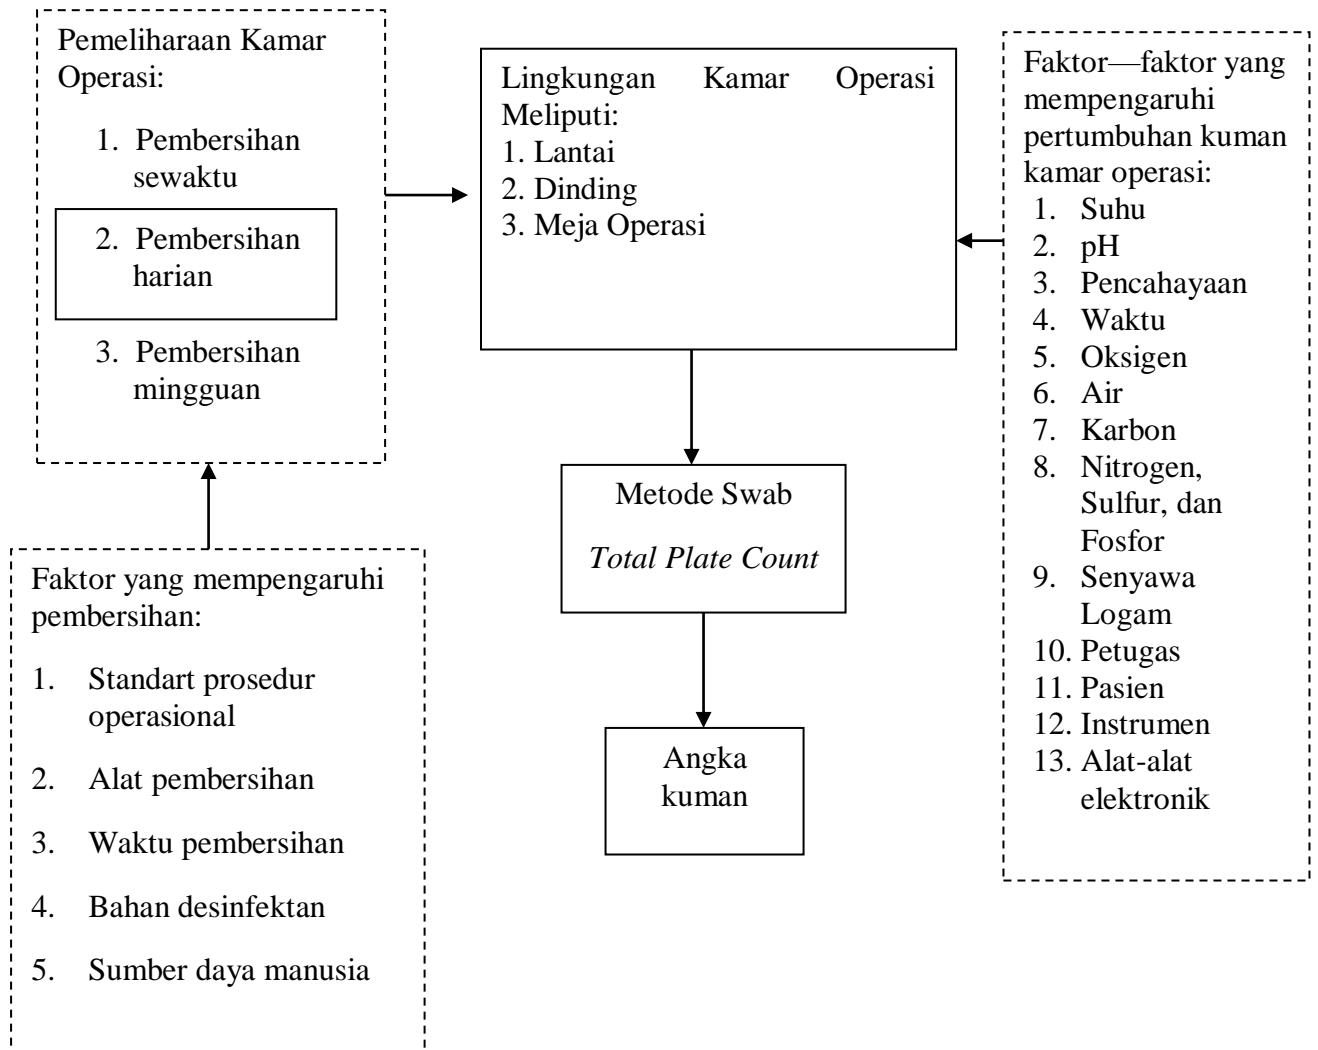 Pemeliharaan Kamar
Operasi:
1. Pembersihan
sewaktu
2. Pembersihan
harian
3. Pembersihan
mingguan
Lingkungan Kamar Operasi
Meliputi:
1. Lantai
2. Dinding
3. Meja Operasi
Faktor—faktor yang
mempengaruhi
pertumbuhan kuman
kamar operasi:
1. Suhu
2. pH
3. Pencahayaan
4. Waktu
5. Oksigen
6. Air
7. Karbon
8. Nitrogen,
Sulfur, dan
Fosfor
9. Senyawa
Logam
10. Petugas
11. Pasien
12. Instrumen
13. Alat-alat
elektronik
Metode Swab
Total Plate Count
Angka
kuman
Faktor yang mempengaruhi
pembersihan:
1. Standart prosedur
operasional
2. Alat pembersihan
3. Waktu pembersihan
4. Bahan desinfektan
5. Sumber daya manusia